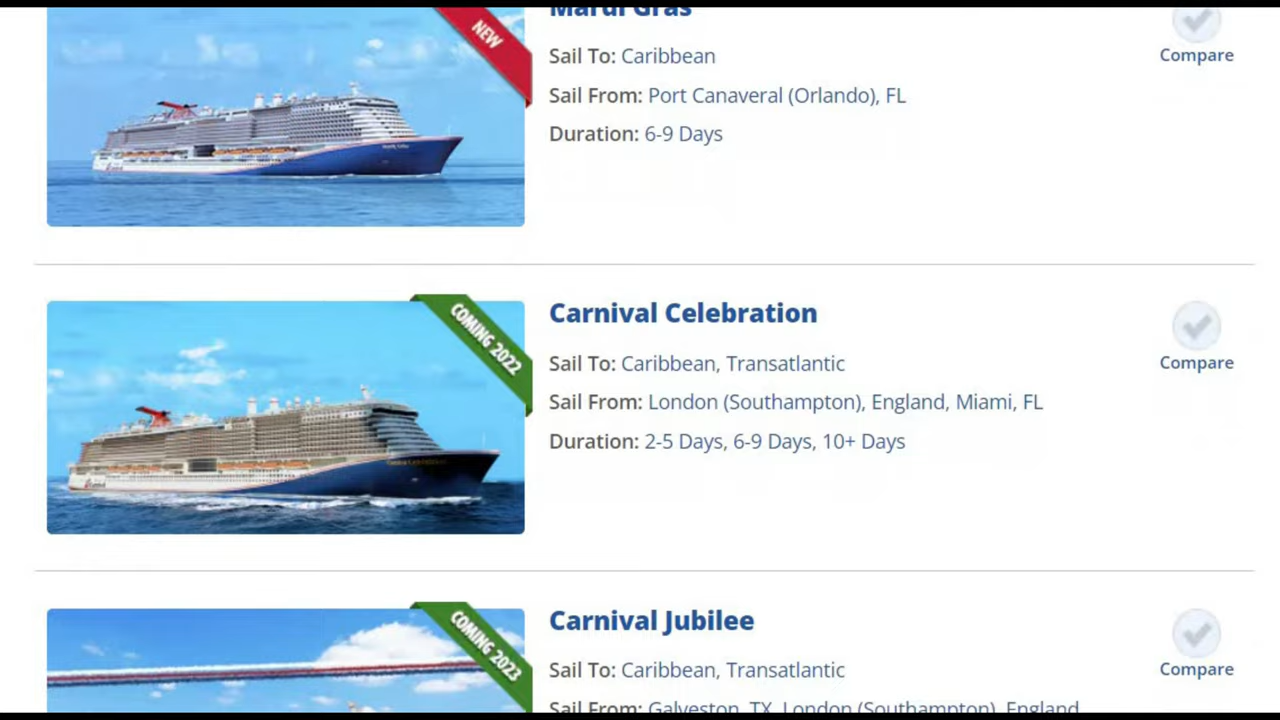 Mardi Gras
NEW
Sail To: Caribbean
Compare
Sail From: Port Canaveral (Orlando), FL
Duration: 6-9 Days
COMING 2022
Carnival Celebration
Sail To: Caribbean, Transatlantic
Compare
Sail From: London (Southampton), England, Miami, FL
Duration: 2-5 Days, 6-9 Days, 10+ Days
COMING 2023
Carnival Jubilee
Sail To: Caribbean, Transatlantic
Compare
Sail From: Galveston, TX, London (Southampton), England